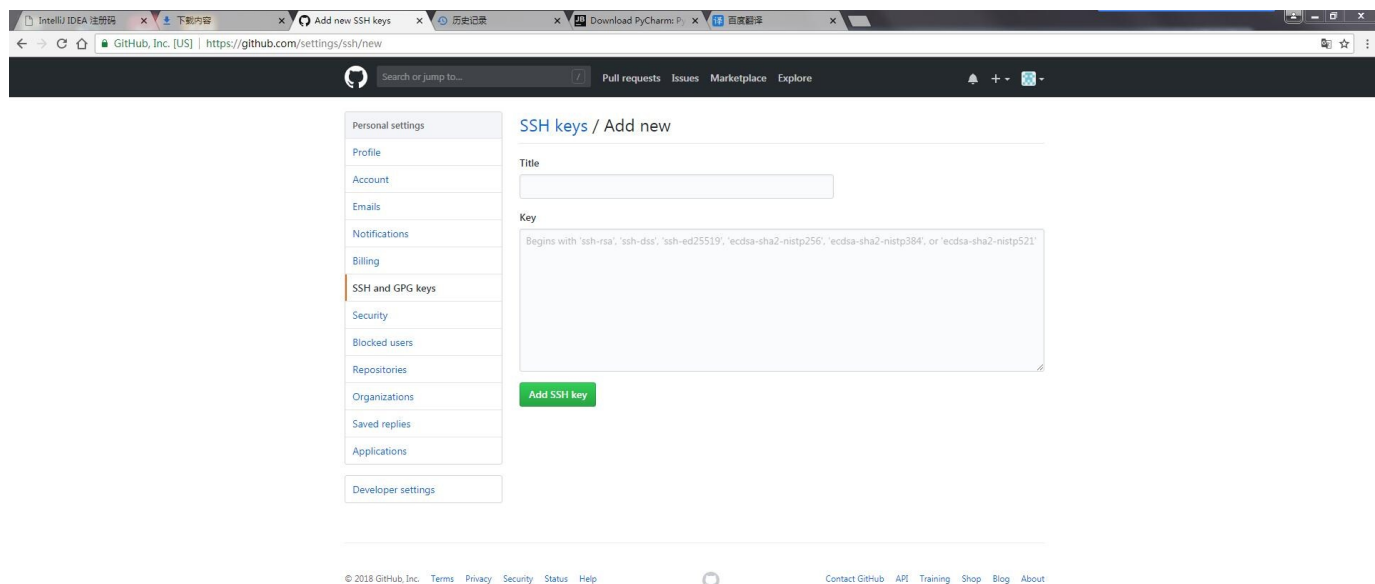 IntelliJ IDEA 注册码
下载内容
Add new SSH keys
历史记录
Download PyCharm: Py
百度翻译
GitHub, Inc. [US] | https://github.com/settings/ssh/new
Search or jump to...
/
Pull requests Issues Marketplace Explore
Personal settings
Profile
Account
Emails
Notifications
Billing
SSH and GPG keys
Security
Blocked users
Repositories
Organizations
Saved replies
Applications
Developer settings
SSH keys / Add new
Title
Key
Begins with 'ssh-rsa', 'ssh-dss', 'ssh-ed25519', 'ecdsa-sha2-nistp256', 'ecdsa-sha2-nistp384', or 'ecdsa-sha2-nistp521'
Add SSH key
© 2018 GitHub, Inc. Terms Privacy Security Status Help
Contact GitHub API Training Shop Blog About